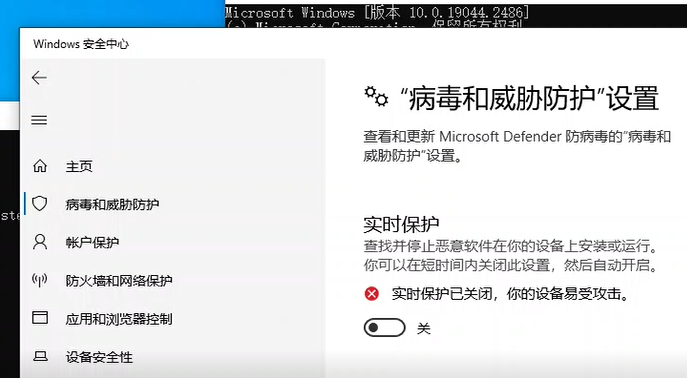 Microsoft Windows [版本 10.0.19044.2486]
(c) Microsoft Corporation。保留所有权利
Windows 安全中心
“病毒和威胁防护”设置
查看和更新 Microsoft Defender 防病毒的“病毒和
威胁防护”设置。
主页
病毒和威胁防护
帐户保护
防火墙和网络保护
应用和浏览器控制
设备安全性
ste
实时保护
查找并停止恶意软件在你的设备上安装或运行。
你可以在短时间内关闭此设置，然后自动开启。
实时保护已关闭，你的设备易受攻击。
关